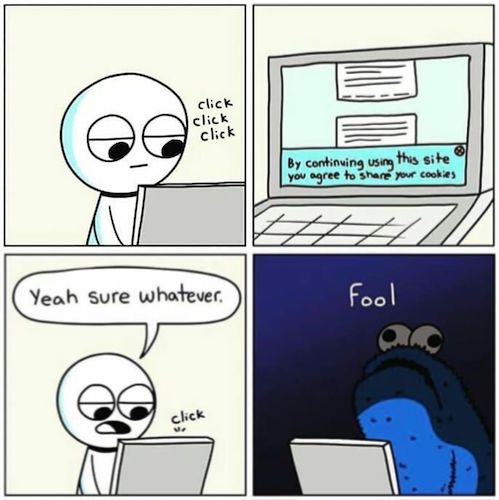 click
click
click
By continuing using this site
you agree to share your cookies
Yeah sure whatever.
click
Fool